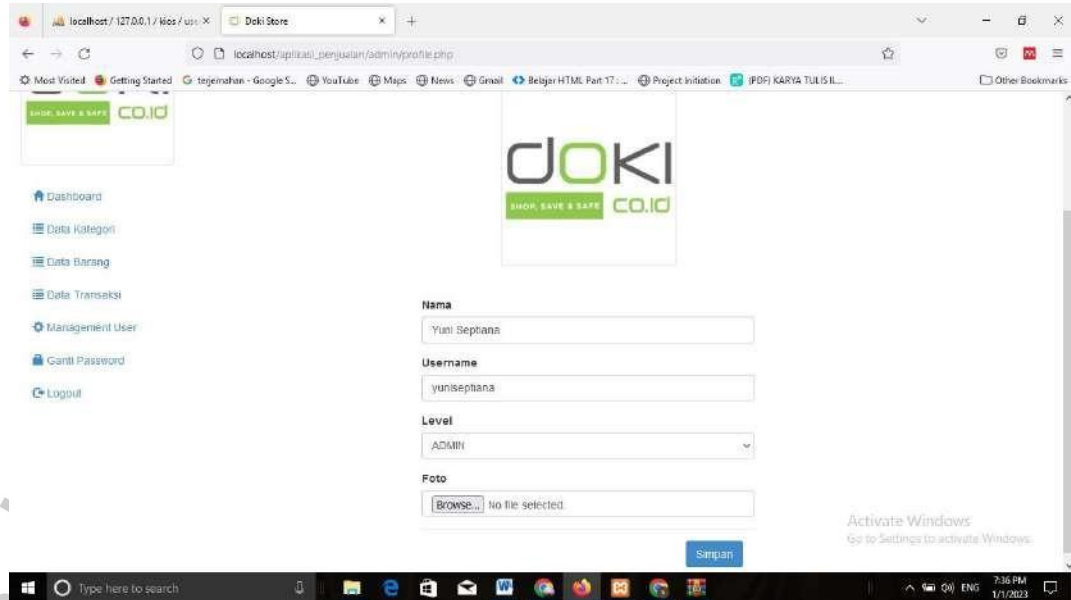 localhost / 127.0.0.1 / kios / use
Doki Store
localhost/aplikasi_penjualan/admin/profile.php
Most Visited
Getting Started
terjemahan - Google S...
YouTube
Maps
News
Gmail
Belajar HTML Part 17 : ...
Project Initiation
(PDF) KARYA TULIS IL...
Other Bookmarks
SHOP, SAVE & SAFE
CO.ID
Dashboard
Data Kategori
Data Barang
Data Transaksi
Management User
Ganti Password
Logout
DOKI
SHOP, SAVE & SAFE
CO.ID
Nama
Yuni Septiana
Username
yuniseptiana
Level
ADMIN
Foto
Browse... No file selected.
Simpan
Activate Windows
Go to Settings to activate Windows.
Type here to search
ENG
7:36 PM
1/1/2023